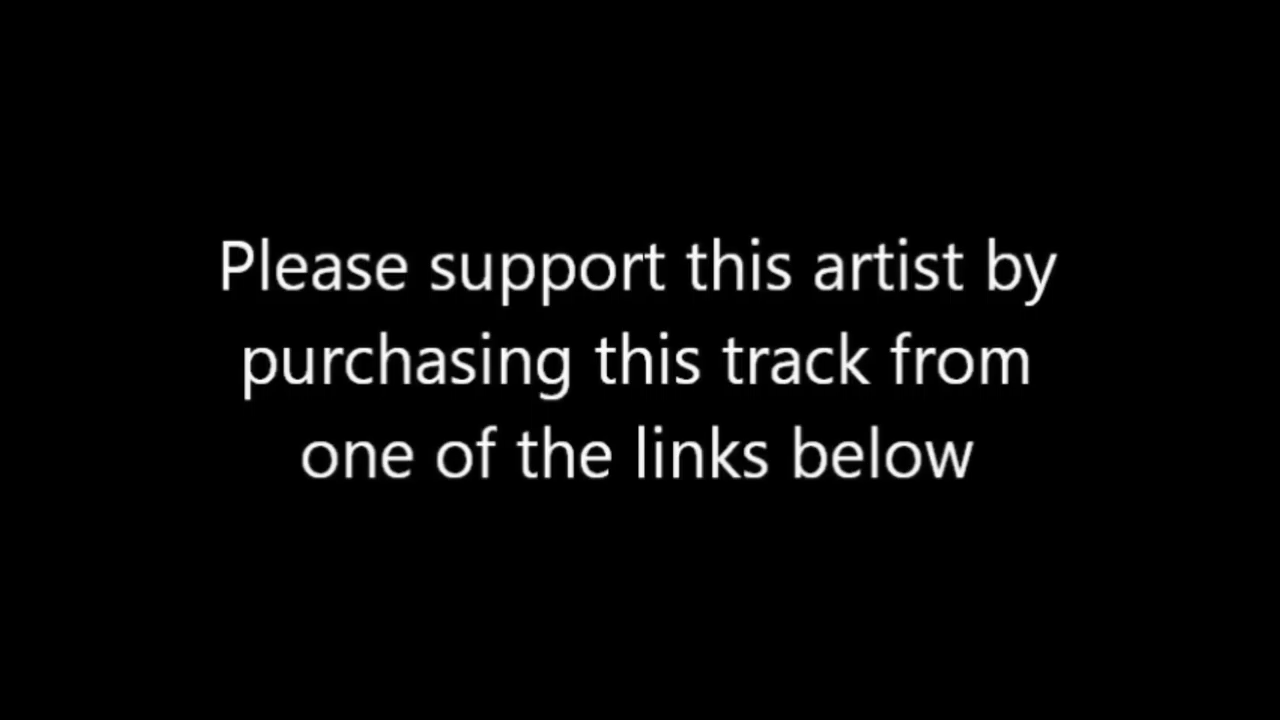 Please support this artist by
purchasing this track from
one of the links below